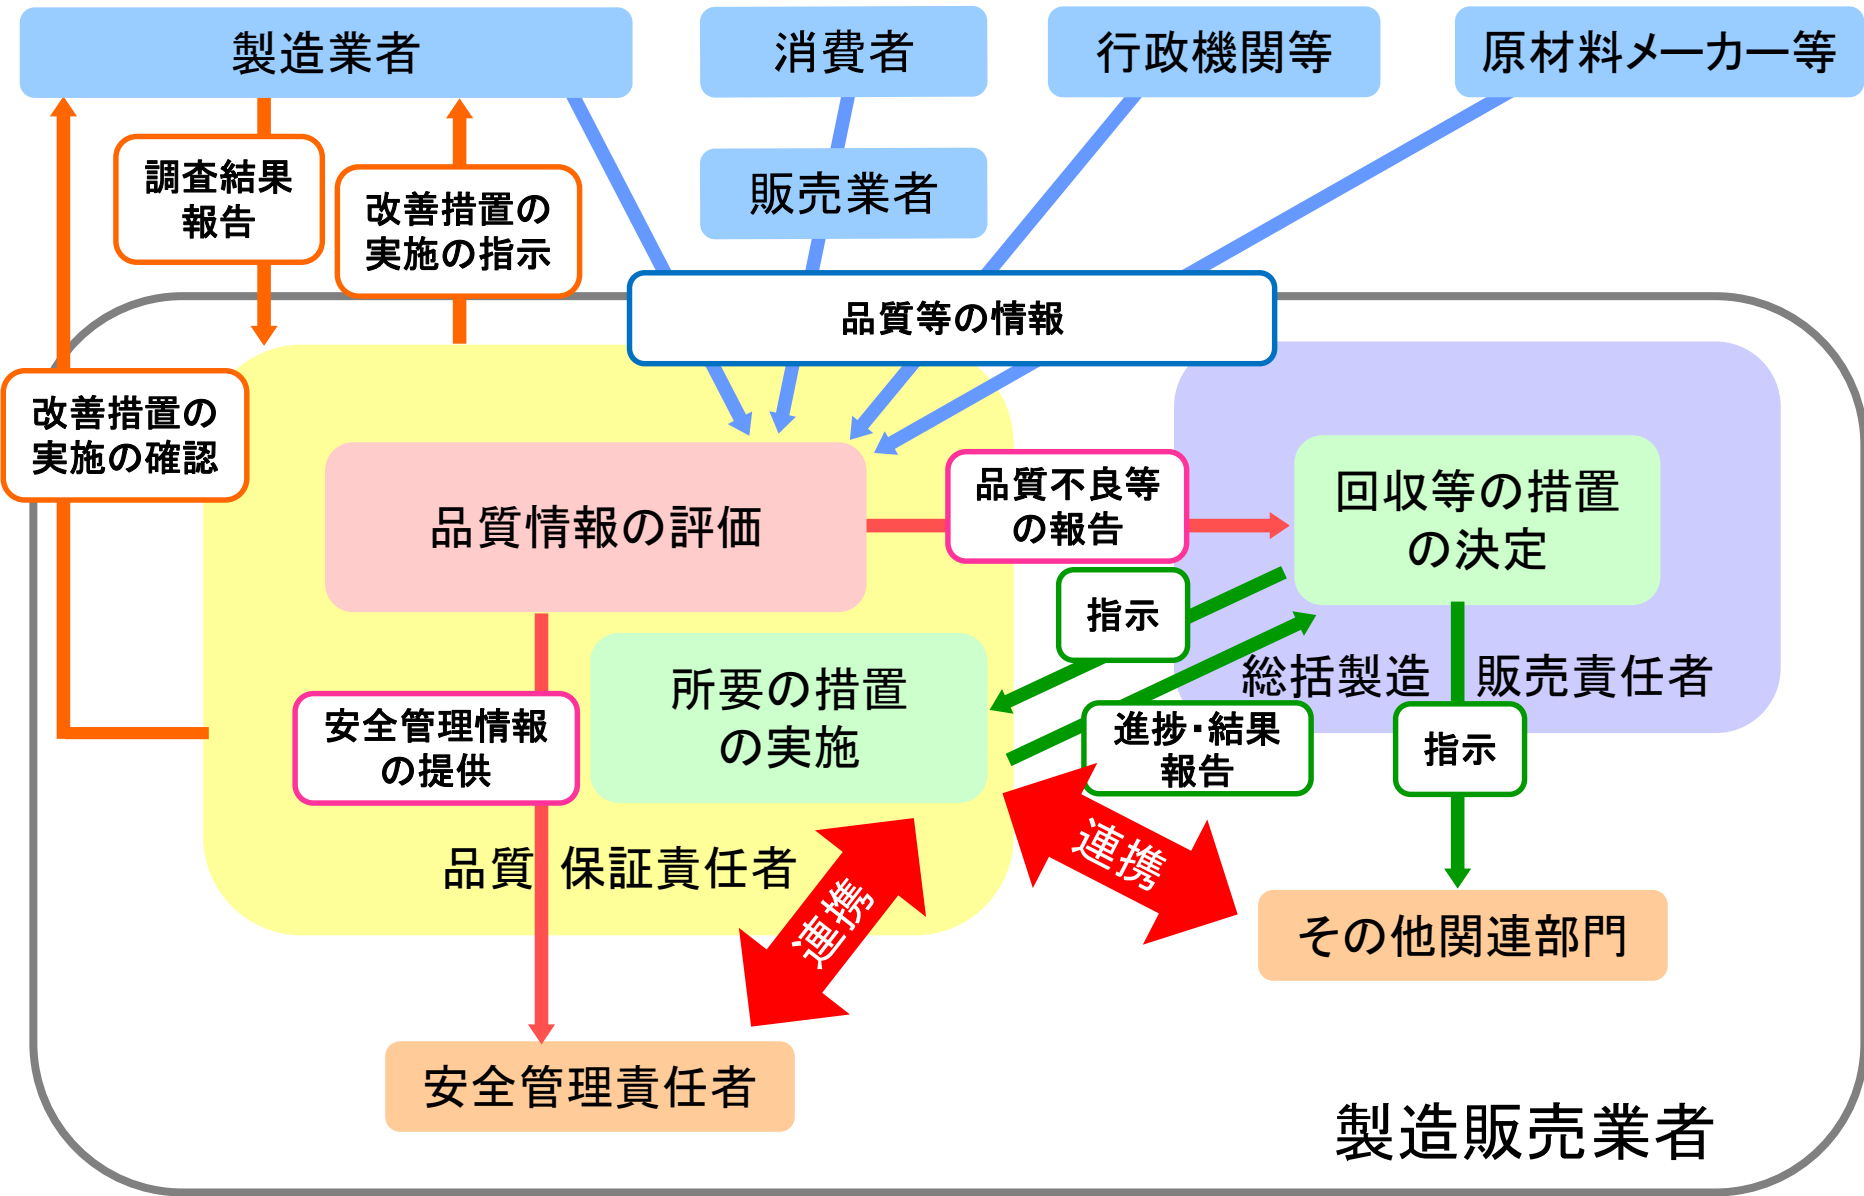 製造業者
消費者
行政機関等
原材料メーカー等
販売業者
調査結果
報告
改善措置の
実施の指示
品質等の情報
改善措置の
実施の確認
品質情報の評価
品質不良等
の報告
回収等の措置
の決定
指示
所要の措置
の実施
総括製造 販売責任者
安全管理情報
の提供
進捗・結果
報告
指示
品質 保証責任者
連携
連携
その他関連部門
安全管理責任者
製造販売業者